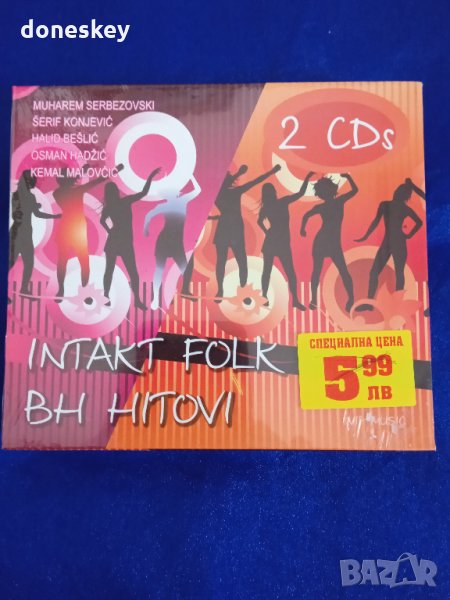 doneskey
MUHAREM SERBEZOVSKI
ŠERIF KONJEVIĆ
HALID BEŠLIĆ
OSMAN HADŽIĆ
KEMAL MALOVČIĆ
2 CDs
INTAKT FOLK
BH HITOVI
СПЕЦИАЛНА ЦЕНА
5 99
ЛВ
BAZAR